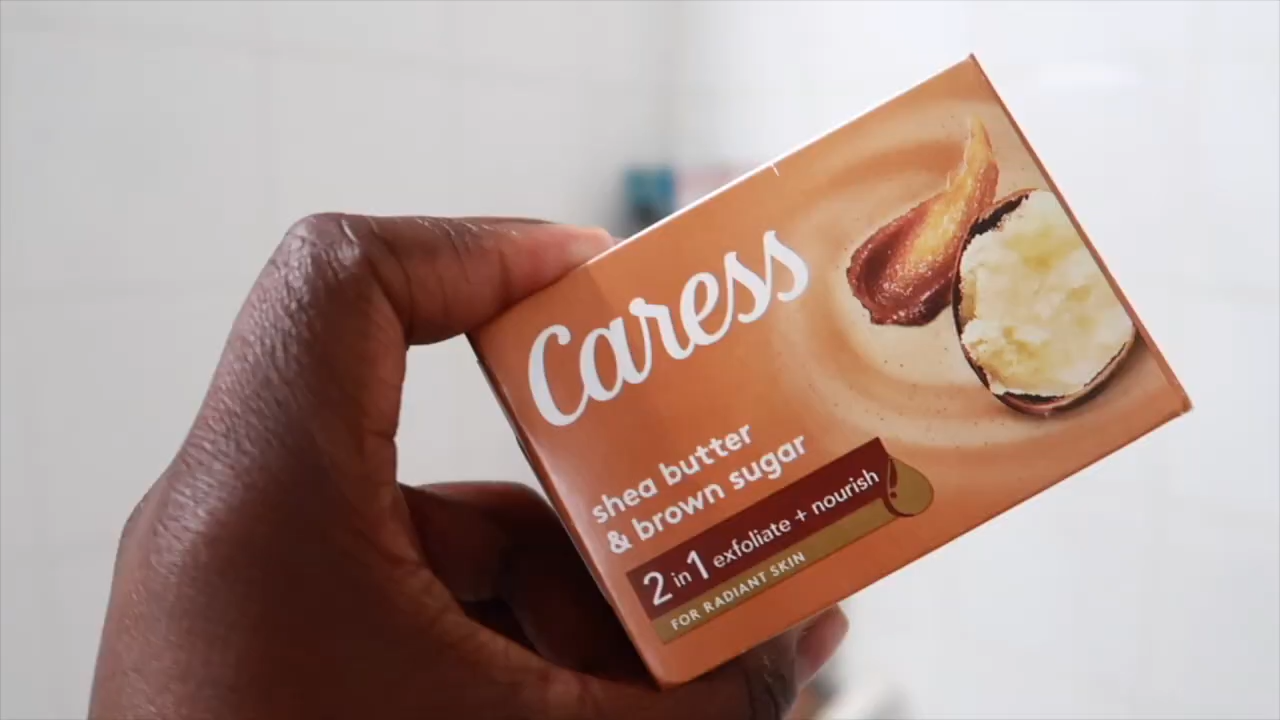 Caress
shea butter
& brown sugar
2 in 1 exfoliate + nourish
FOR RADIANT SKIN